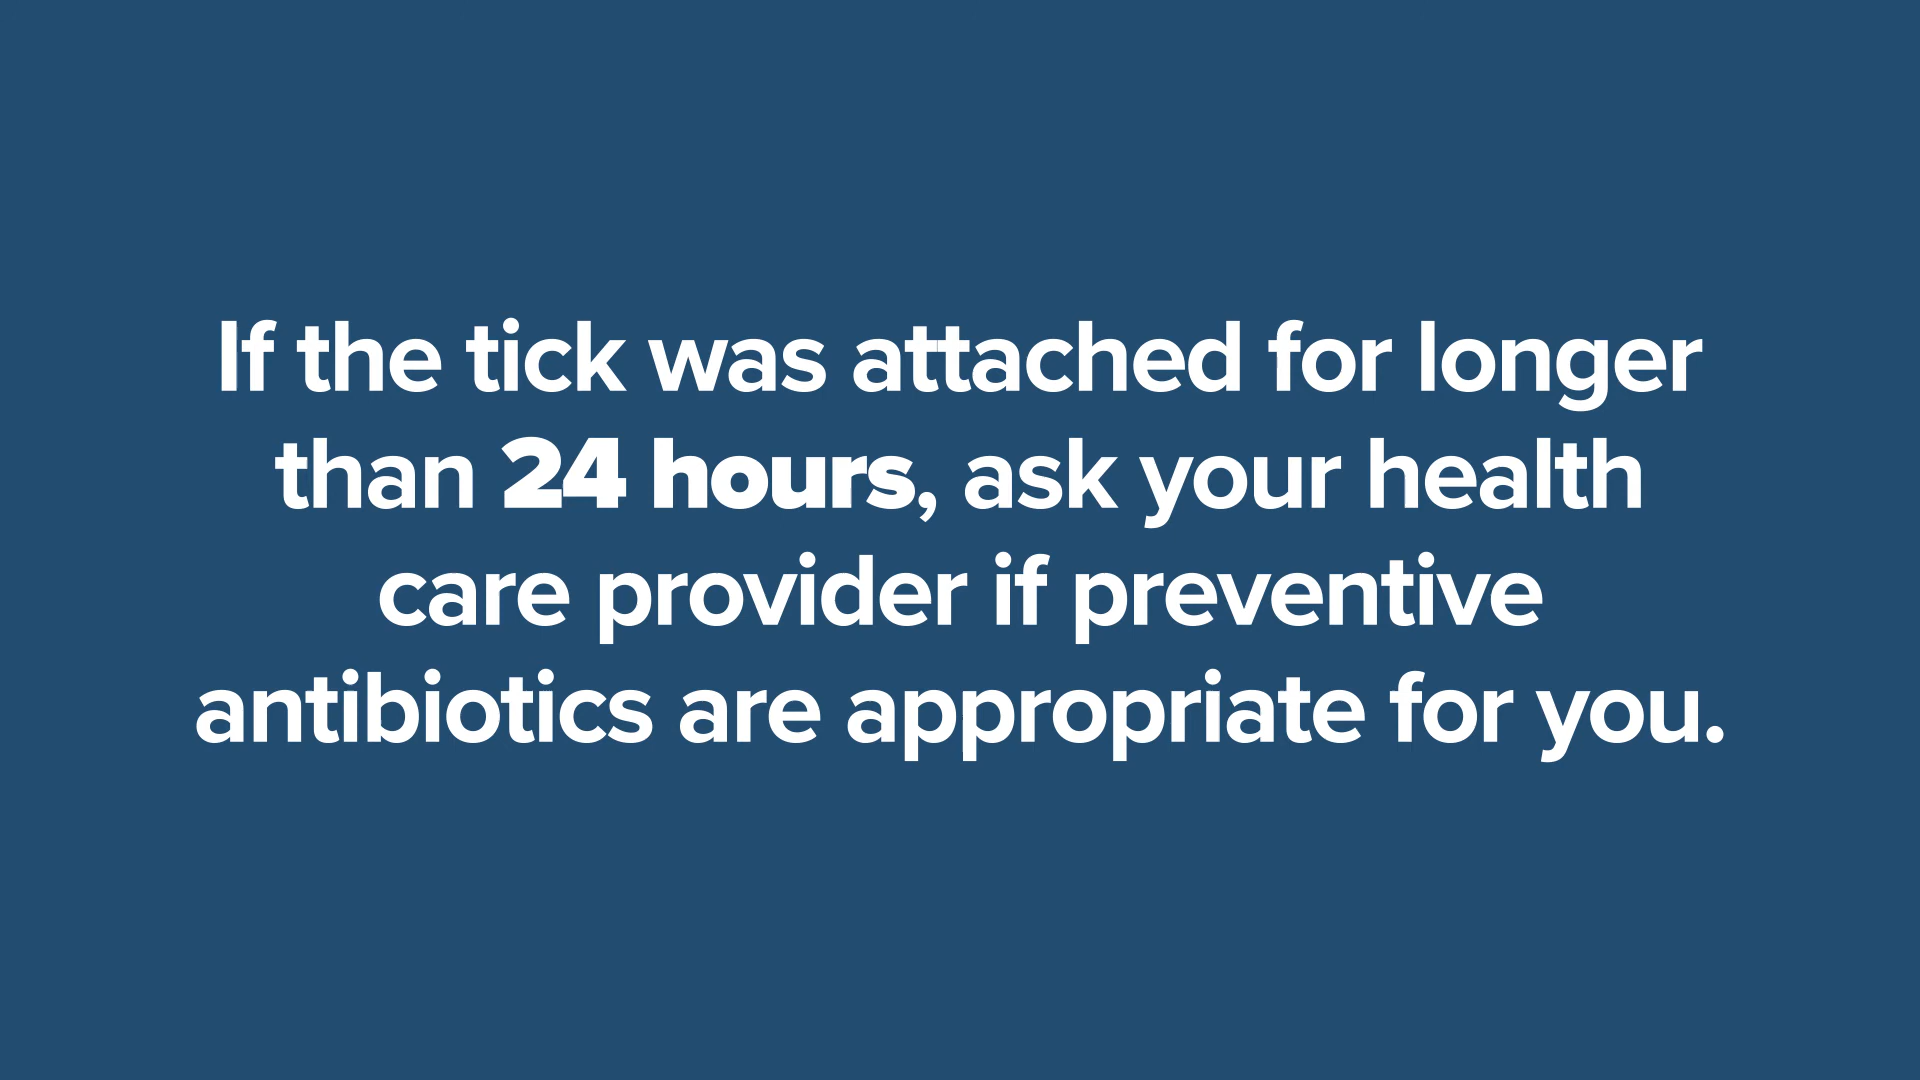 If the tick was attached for longer
than 24 hours, ask your health
care provider if preventive
antibiotics are appropriate for you.